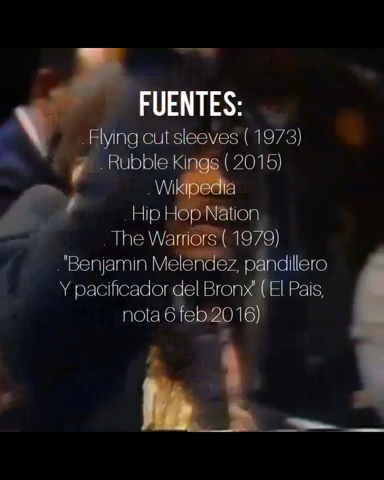 FUENTES:
. Flying cut sleeves ( 1973)
. Rubble Kings ( 2015)
. Wikipedia
. Hip Hop Nation
. The Warriors ( 1979)
. "Benjamin Melendez, pandillero
Y pacificador del Bronx" ( El Pais,
nota 6 feb 2016)